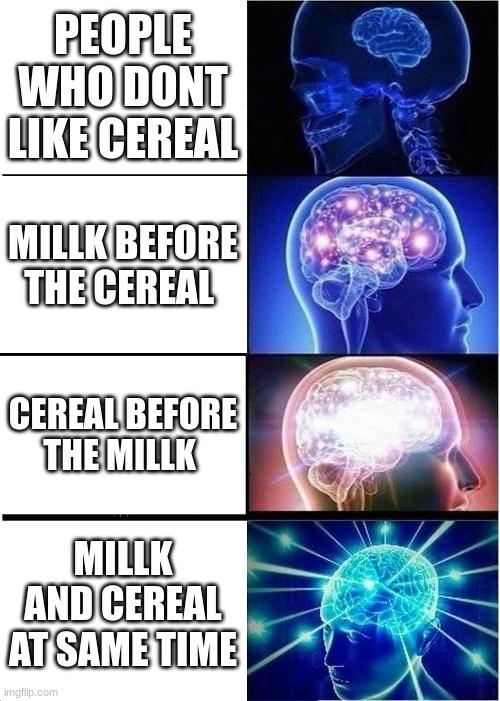 PEOPLE
WHO DONT
LIKE CEREAL
MILLK BEFORE
THE CEREAL
CEREAL BEFORE
THE MILLK
MILLK
AND CEREAL
AT SAME TIME
imgflip.com